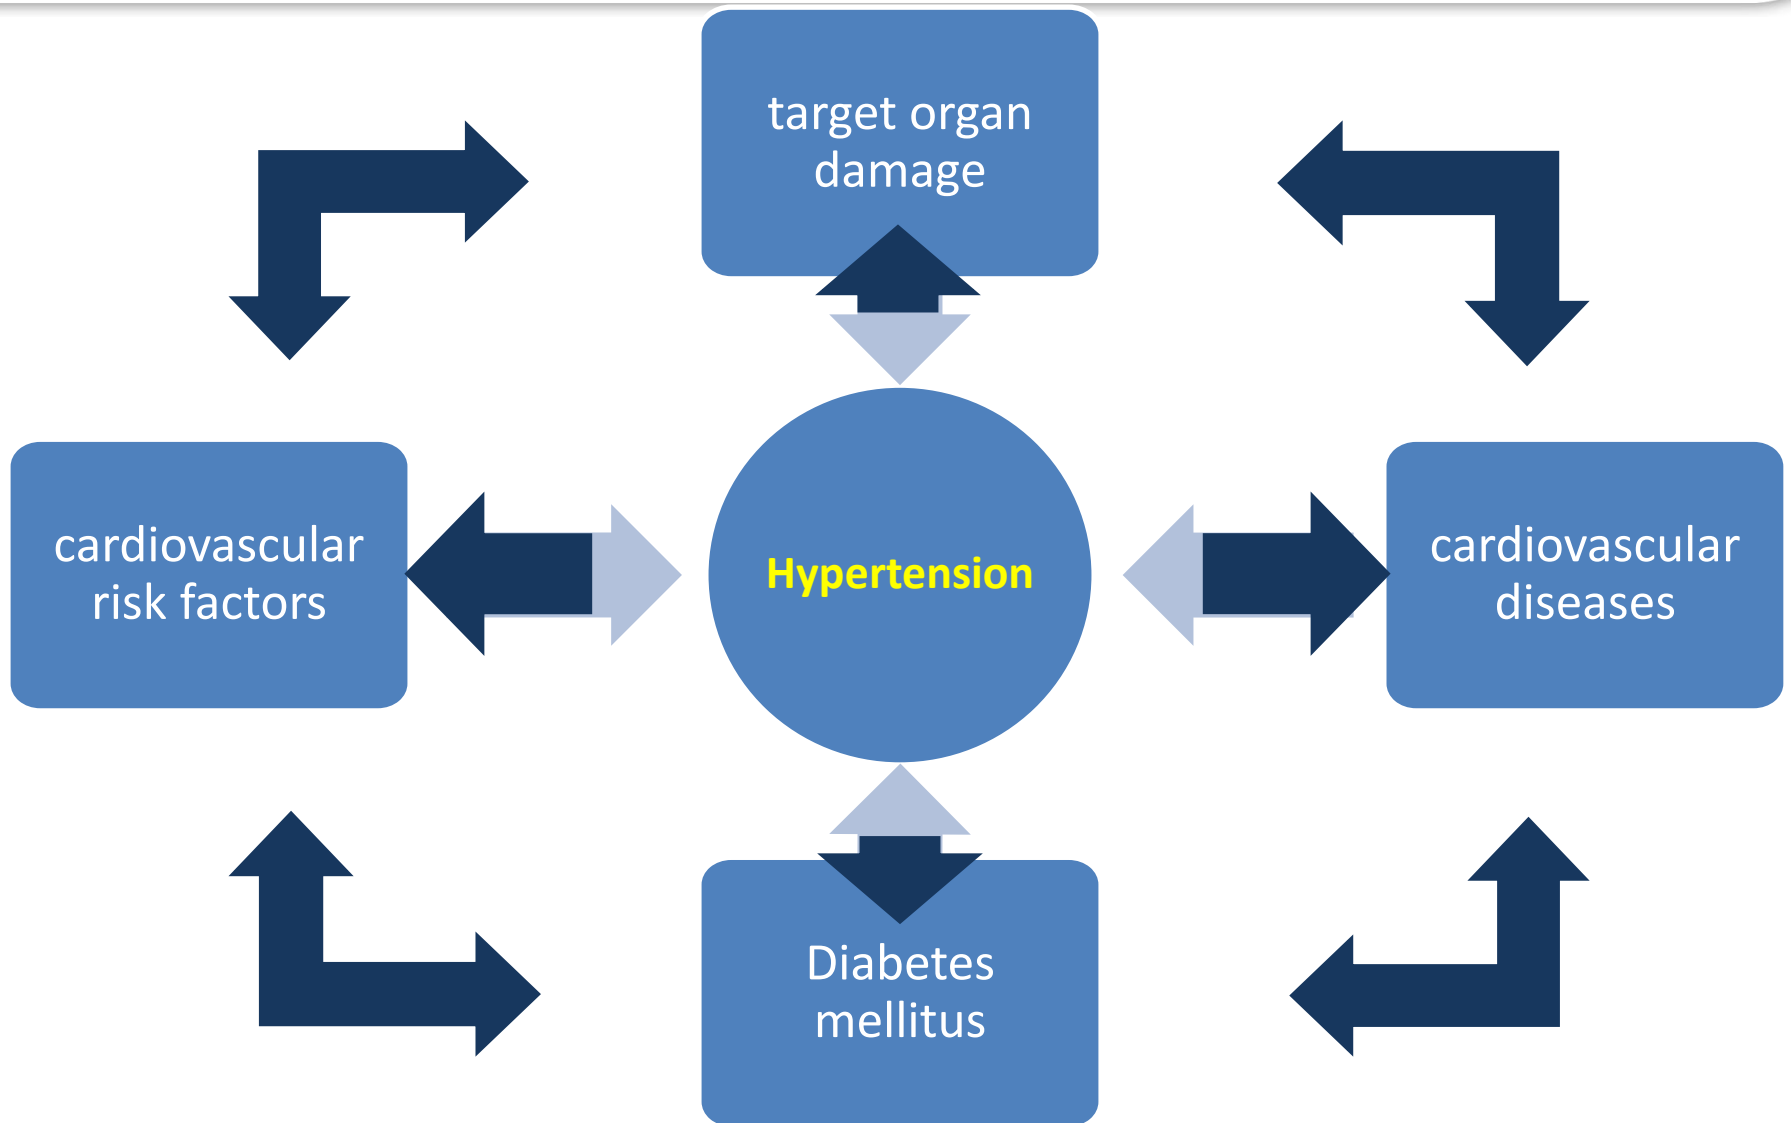 target organ
damage
cardiovascular
risk factors
Hypertension
cardiovascular
diseases
Diabetes
mellitus